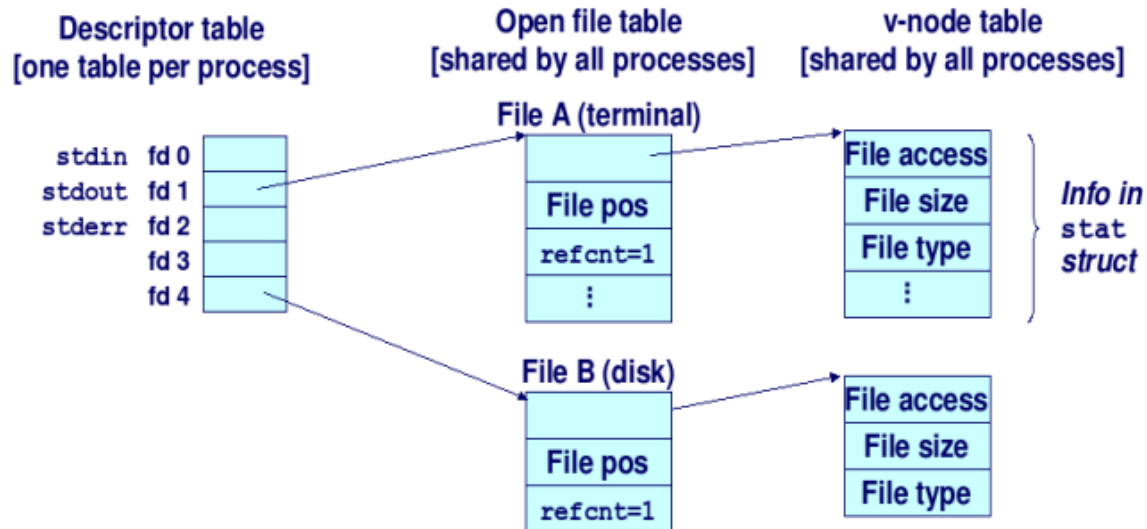 Descriptor table
[one table per process]
Open file table
[shared by all processes]
v-node table
[shared by all processes]
stdin fd 0
stdout fd 1
stderr fd 2
fd 3
fd 4
File A (terminal)
File pos
refcnt=1
⋮
File access
File size
File type
⋮
Info in
stat
struct
File B (disk)
File pos
refcnt=1
File access
File size
File type